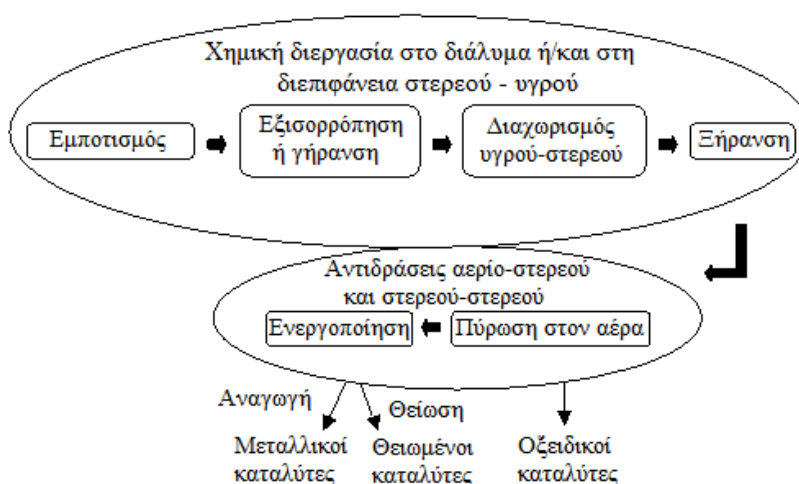 Χημική διεργασία στο διάλυμα ή/και στη
διεπιφάνεια στερεού - υγρού
Εμποτισμός
Εξισορρόπηση
ή γήρανση
Διαχωρισμός
υγρού-στερεού
Ξήρανση
Αντιδράσεις αερίο-στερεού
και στερεού-στερεού
Ενεργοποίηση
Πύρωση στον αέρα
Αναγωγή
Θείωση
Μεταλλικοί
καταλύτες
Θειωμένοι
καταλύτες
Οξειδικοί
καταλύτες